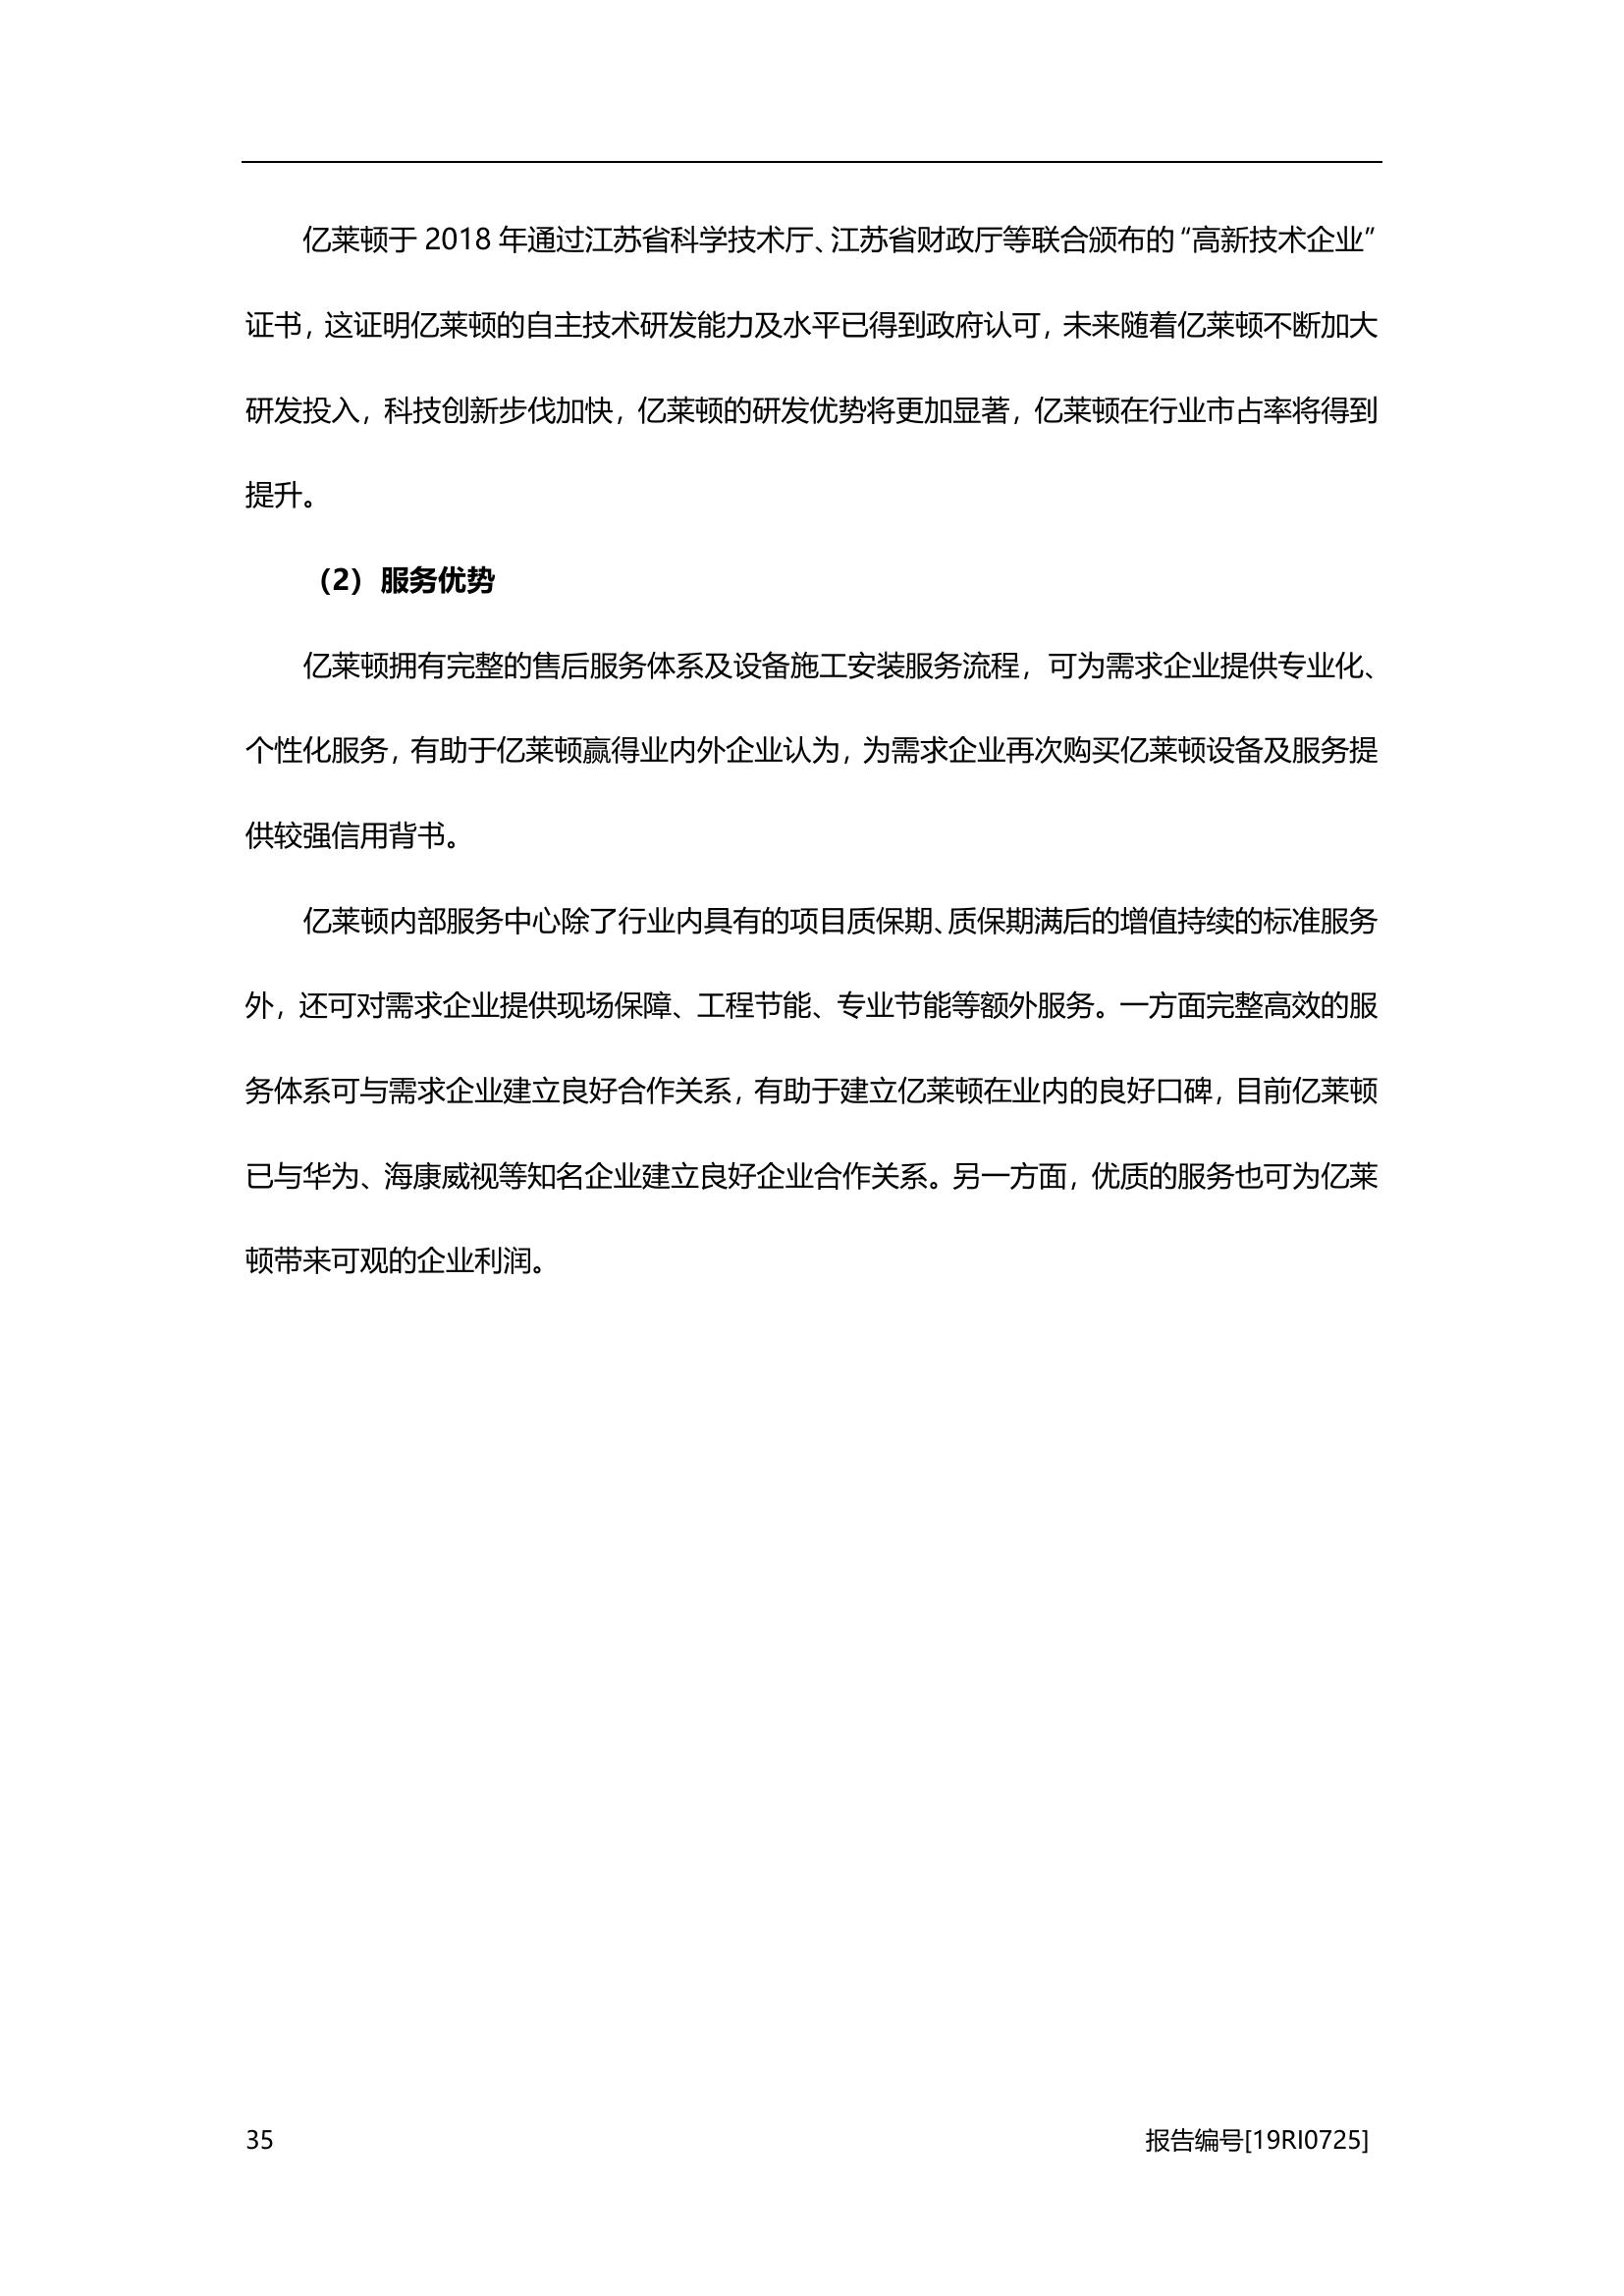 亿莱顿于 2018 年通过江苏省科学技术厅、江苏省财政厅等联合颁布的“高新技术企业”
证书，这证明亿莱顿的自主技术研发能力及水平已得到政府认可，未来随着亿莱顿不断加大
研发投入，科技创新步伐加快，亿莱顿的研发优势将更加显著，亿莱顿在行业市占率将得到
提升。
（2）服务优势
亿莱顿拥有完整的售后服务体系及设备施工安装服务流程，可为需求企业提供专业化、
个性化服务，有助于亿莱顿赢得业内外企业认为，为需求企业再次购买亿莱顿设备及服务提
供较强信用背书。
亿莱顿内部服务中心除了行业内具有的项目质保期、质保期满后的增值持续的标准服务
外，还可对需求企业提供现场保障、工程节能、专业节能等额外服务。一方面完整高效的服
务体系可与需求企业建立良好合作关系，有助于建立亿莱顿在业内的良好口碑，目前亿莱顿
已与华为、海康威视等知名企业建立良好企业合作关系。另一方面，优质的服务也可为亿莱
顿带来可观的企业利润。
35 报告编号[19RI0725]